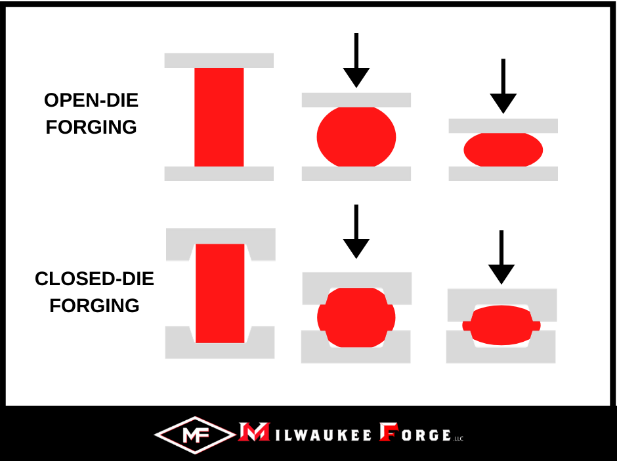 OPEN-DIE
FORGING
CLOSED-DIE
FORGING
MF MILWAUKEE FORGE LLC